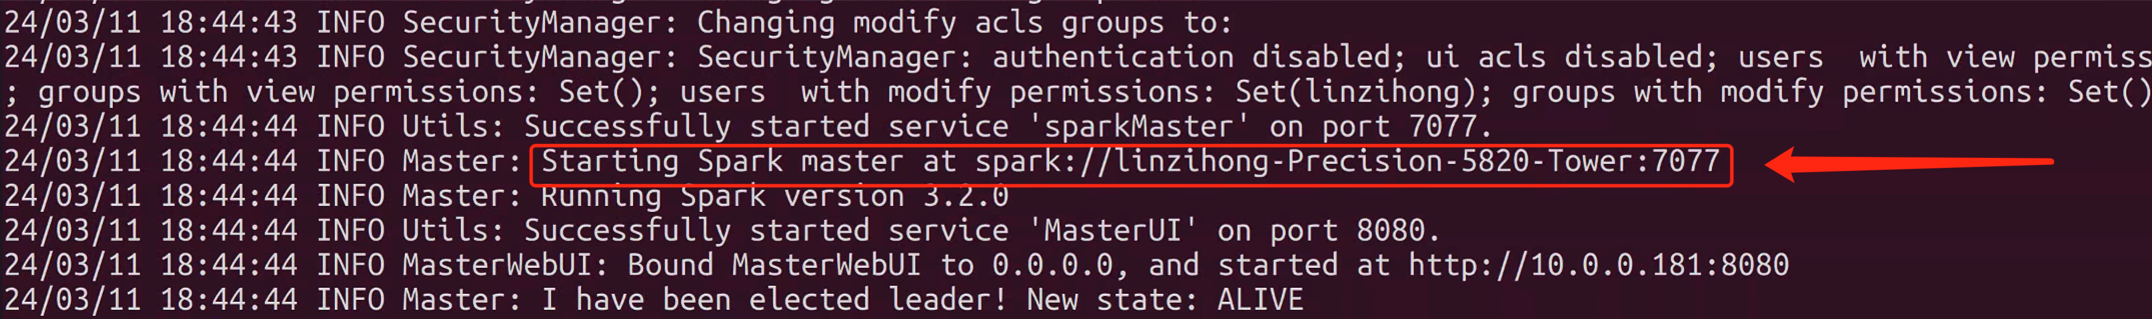 24/03/11 18:44:43 INFO SecurityManager: Changing modify acls groups to:
24/03/11 18:44:43 INFO SecurityManager: SecurityManager: authentication disabled; ui acls disabled; users  with view permiss
; groups with view permissions: Set(); users  with modify permissions: Set(linzihong); groups with modify permissions: Set()
24/03/11 18:44:44 INFO Utils: Successfully started service 'sparkMaster' on port 7077.
24/03/11 18:44:44 INFO Master: Starting Spark master at spark://linzihong-Precision-5820-Tower:7077
24/03/11 18:44:44 INFO Master: Running Spark version 3.2.0
24/03/11 18:44:44 INFO Utils: Successfully started service 'MasterUI' on port 8080.
24/03/11 18:44:44 INFO MasterWebUI: Bound MasterWebUI to 0.0.0.0, and started at http://10.0.0.181:8080
24/03/11 18:44:44 INFO Master: I have been elected leader! New state: ALIVE